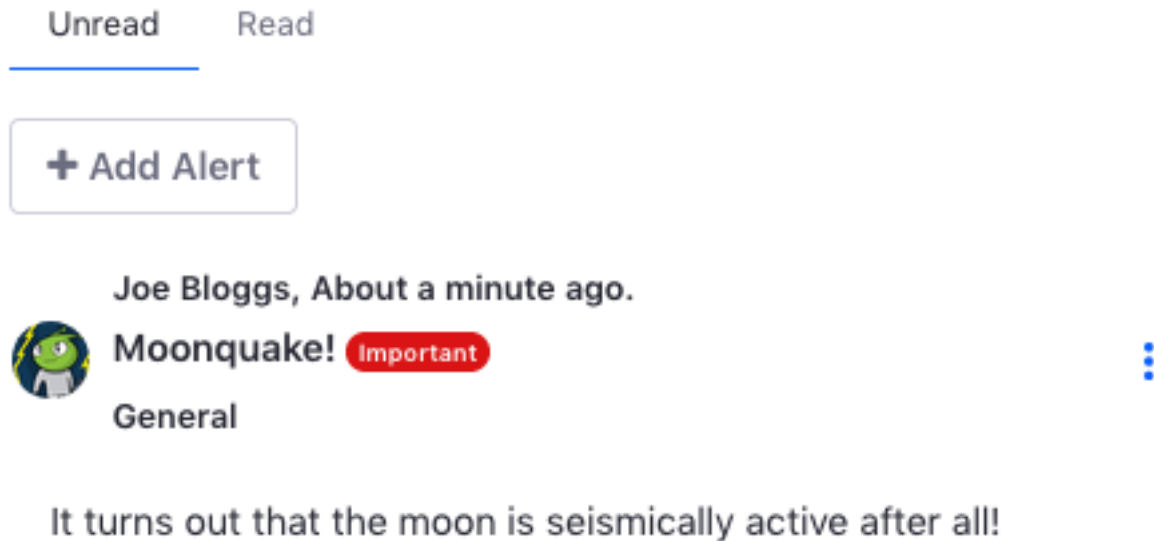 Unread Read
+ Add Alert
Joe Bloggs, About a minute ago.
Moonquake! Important
General
It turns out that the moon is seismically active after all!